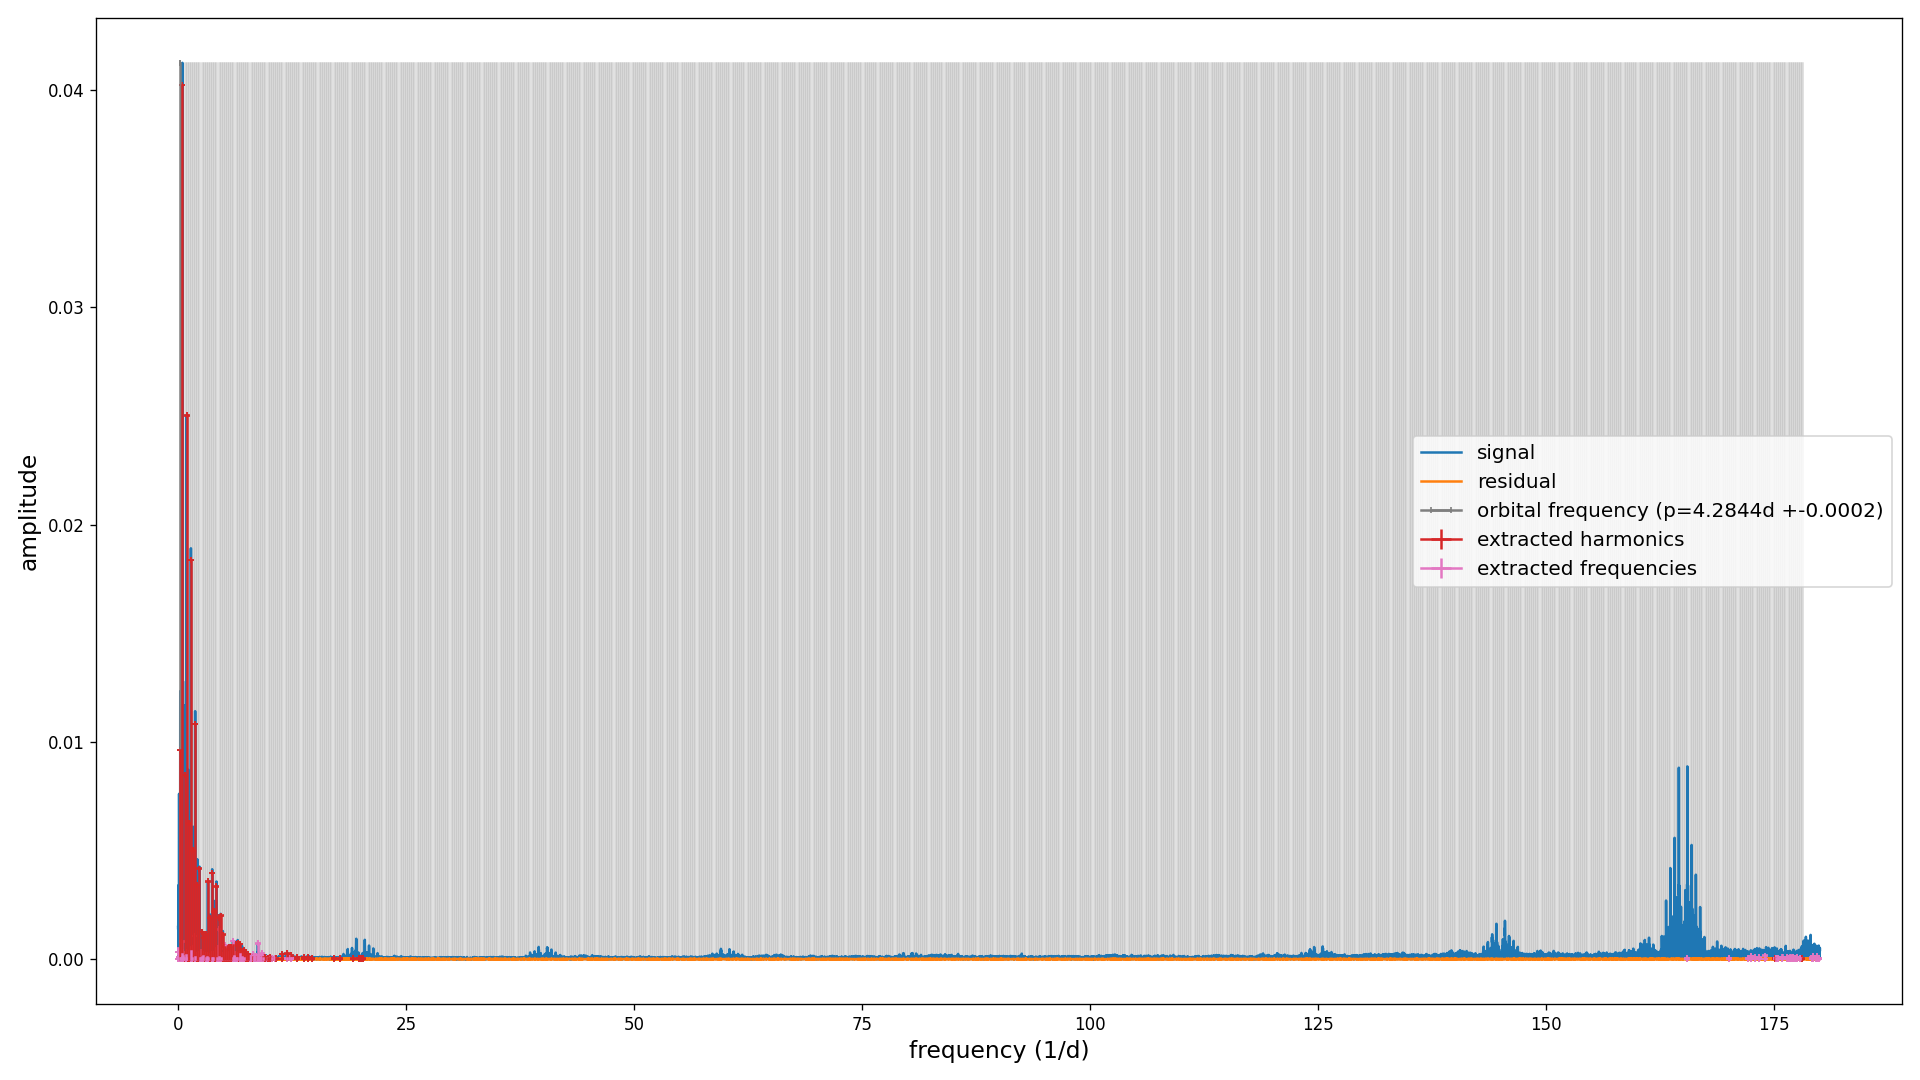 0.04
0.03
0.02
0.01
0.00
amplitude
0
25
50
75
100
125
150
175
frequency (1/d)
signal
residual
orbital frequency (p=4.2844d +-0.0002)
extracted harmonics
extracted frequencies